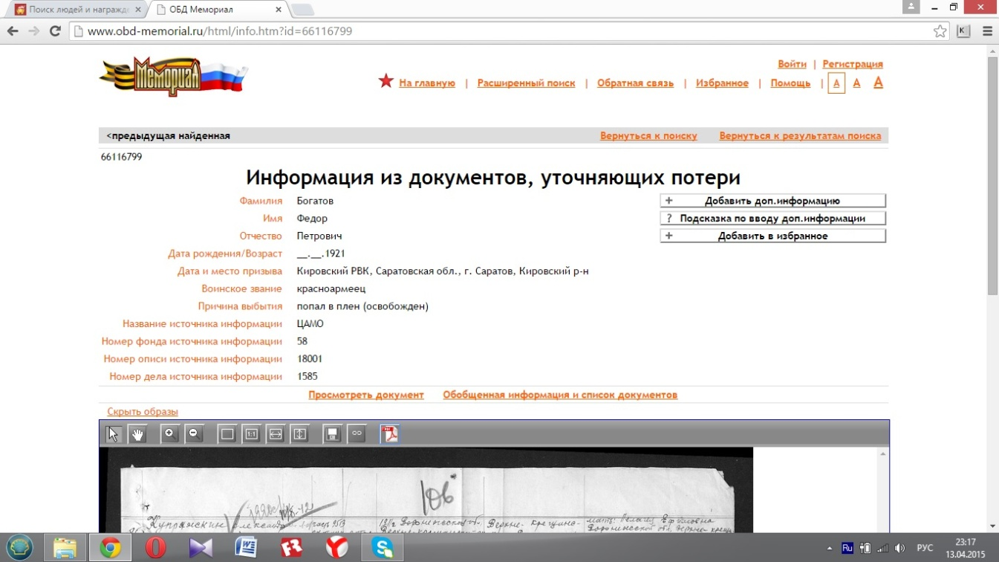 Поиск людей и награжд
ОБД Мемориал
www.obd-memorial.ru/html/info.htm?id=66116799
Мемориал
Войти | Регистрация
На главную | Расширенный поиск | Обратная связь | Избранное | Помощь | A A A
<предыдущая найденная Вернуться к поиску Вернуться к результатам поиска
66116799
Информация из документов, уточняющих потери
Фамилия Богатов
Имя Федор
Отчество Петрович
Дата рождения/Возраст __.__.1921
Дата и место призыва Кировский РВК, Саратовская обл., г. Саратов, Кировский р-н
Воинское звание красноармеец
Причина выбытия попал в плен (освобожден)
Название источника информации ЦАМО
Номер фонда источника информации 58
Номер описи источника информации 18001
Номер дела источника информации 1585
+ Добавить доп.информацию
? Подсказка по вводу доп.информации
+ Добавить в избранное
Просмотреть документ Обобщенная информация и список документов
Скрыть образы
1:1
PDF
106
Купрянскин Александр
Воронежской обл. Верхне-
Ru РУС
23:17
13.04.2015